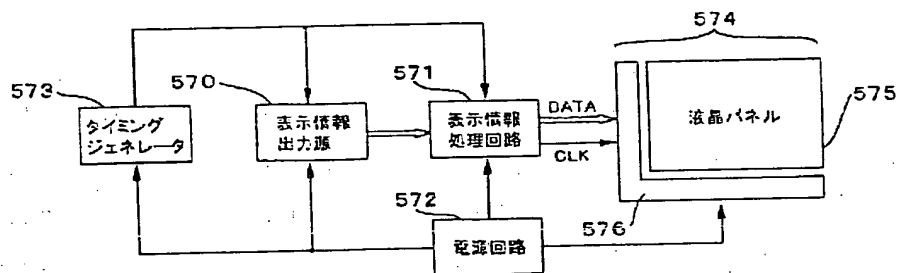 574
573
570
571
タイミング
ジェネレータ
表示情報
出力源
表示情報
処理回路
DATA
CLK
液晶パネル
575
572
576
電源回路